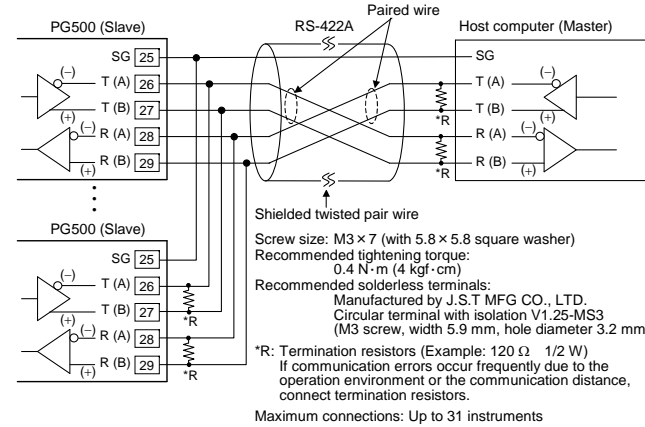 Paired wire
PG500 (Slave)
RS-422A
Host computer (Master)
SG 25
SG
(−)
T (A) 26
T (A)
(−)
T (B) 27
T (B)
(+)
*R
(+)
(−)
R (A) 28
R (A)
(−)
R (B) 29
R (B)
(+)
*R
(+)
Shielded twisted pair wire
PG500 (Slave)
SG 25
(−)
T (A) 26
T (B) 27
(+)
*R
(−)
R (A) 28
R (B) 29
(+)
*R
Screw size: M3 × 7 (with 5.8 × 5.8 square washer)
Recommended tightening torque:
0.4 N·m (4 kgf·cm)
Recommended solderless terminals:
Manufactured by J.S.T MFG CO., LTD.
Circular terminal with isolation V1.25-MS3
(M3 screw, width 5.9 mm, hole diameter 3.2 mm
*R: Termination resistors (Example: 120 Ω 1/2 W)
If communication errors occur frequently due to the
operation environment or the communication distance,
connect termination resistors.
Maximum connections: Up to 31 instruments